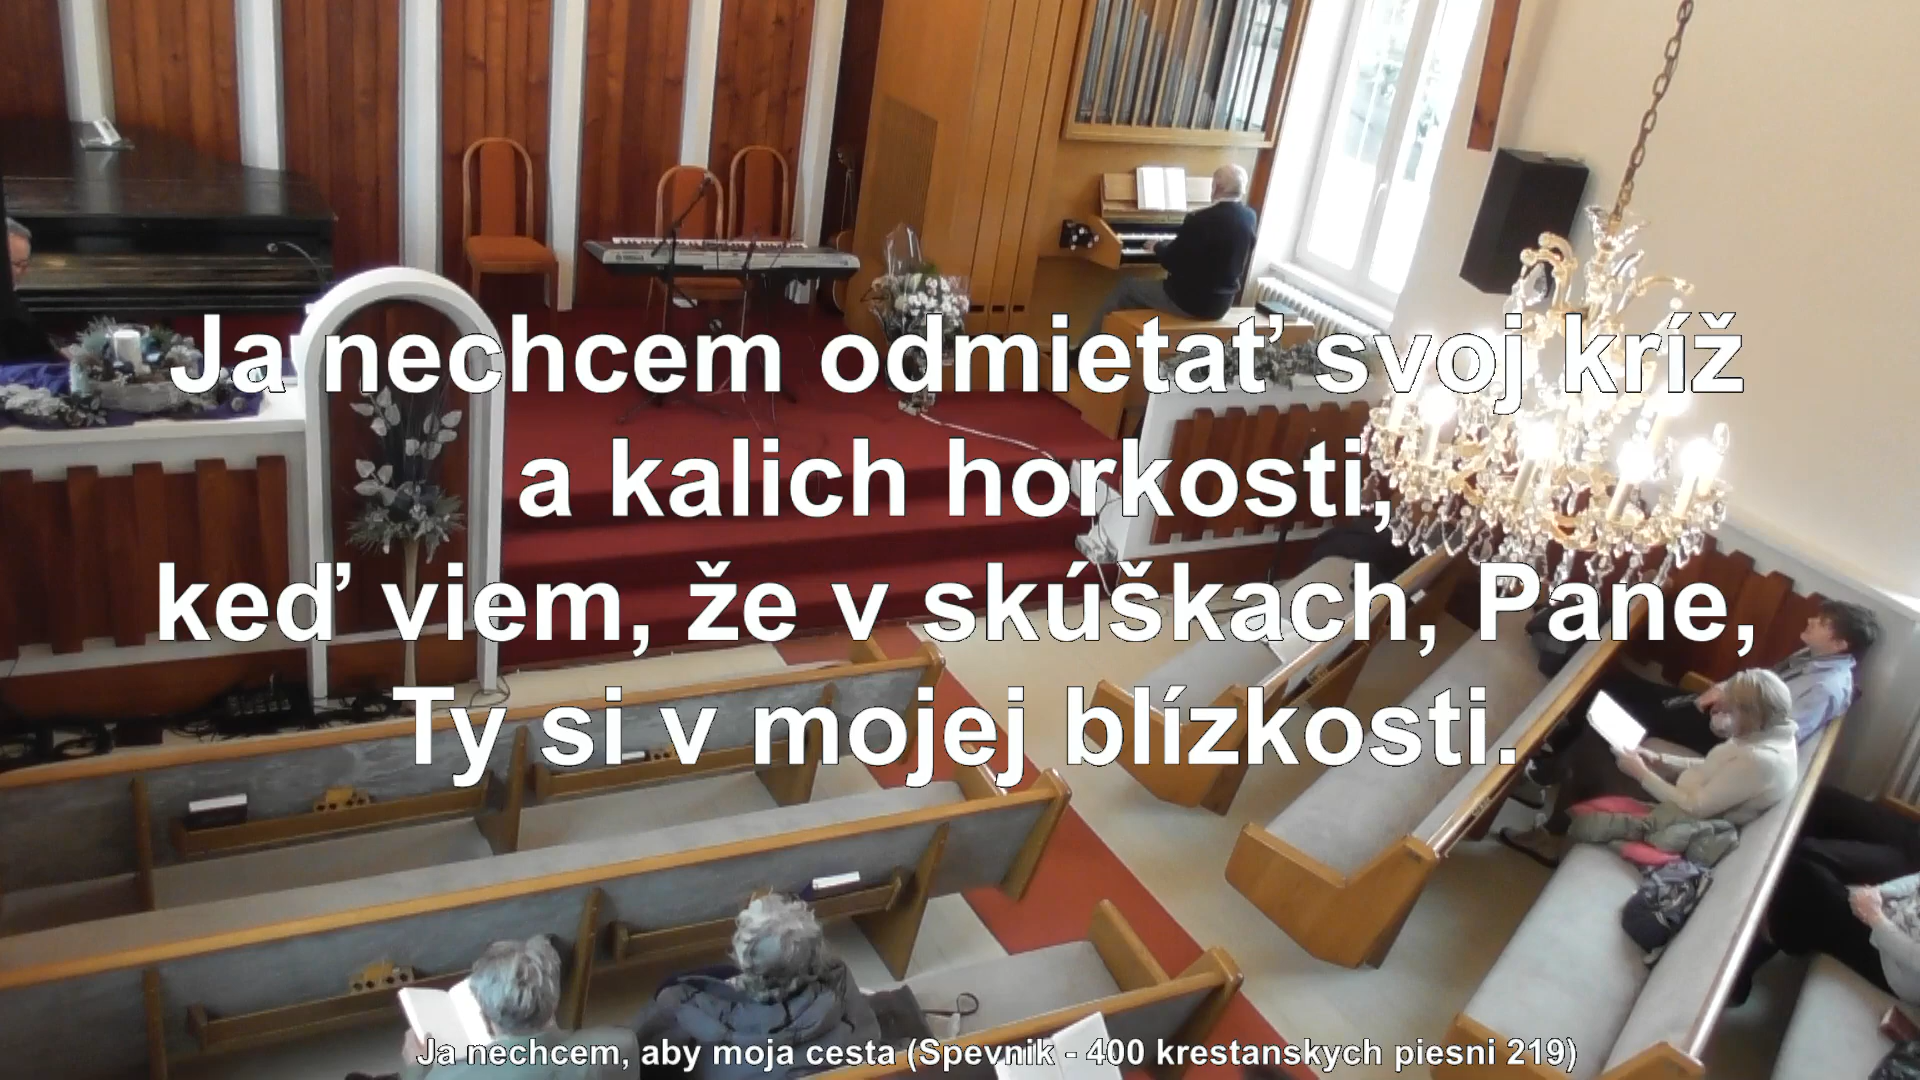 Ja nechcem odmietať svoj kríž
a kalich horkosti,
keď viem, že v skúškach, Pane,
Ty si v mojej blízkosti.
Ja nechcem, aby moja cesta (Spevnik - 400 krestanskych piesni 219)